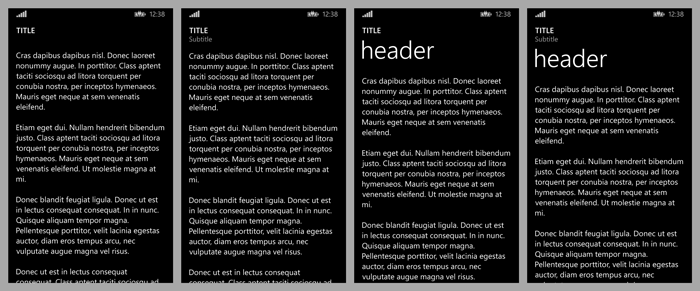 12:38
TITLE
Cras dapibus dapibus nisl. Donec laoreet
nonummy augue. In porttitor. Class aptent
taciti sociosqu ad litora torquent per
conubia nostra, per inceptos hymenaeos.
Mauris eget neque at sem venenatis
eleifend.
Etiam eget dui. Nullam hendrerit bibendum
justo. Class aptent taciti sociosqu ad litora
torquent per conubia nostra, per inceptos
hymenaeos. Mauris eget neque at sem
venenatis eleifend. Ut molestie magna at
mi.
Donec blandit feugiat ligula. Donec ut est
in lectus consequat consequat. In in nunc.
Quisque aliquam tempor magna.
Pellentesque porttitor, velit lacinia egestas
auctor, diam eros tempus arcu, nec
vulputate augue magna vel risus.
Donec ut est in lectus consequat
consequat. Class aptent taciti sociosqu ad
12:38
TITLE
Subtitle
Cras dapibus dapibus nisl. Donec laoreet
nonummy augue. In porttitor. Class aptent
taciti sociosqu ad litora torquent per
conubia nostra, per inceptos hymenaeos.
Mauris eget neque at sem venenatis
eleifend.
Etiam eget dui. Nullam hendrerit bibendum
justo. Class aptent taciti sociosqu ad litora
torquent per conubia nostra, per inceptos
hymenaeos. Mauris eget neque at sem
venenatis eleifend. Ut molestie magna at
mi.
Donec blandit feugiat ligula. Donec ut est
in lectus consequat consequat. In in nunc.
Quisque aliquam tempor magna.
Pellentesque porttitor, velit lacinia egestas
auctor, diam eros tempus arcu, nec
vulputate augue magna vel risus.
Donec ut est in lectus consequat
12:38
TITLE
header
Cras dapibus dapibus nisl. Donec laoreet
nonummy augue. In porttitor. Class aptent
taciti sociosqu ad litora torquent per
conubia nostra, per inceptos hymenaeos.
Mauris eget neque at sem venenatis
eleifend.
Etiam eget dui. Nullam hendrerit bibendum
justo. Class aptent taciti sociosqu ad litora
torquent per conubia nostra, per inceptos
hymenaeos. Mauris eget neque at sem
venenatis eleifend. Ut molestie magna at
mi.
Donec blandit feugiat ligula. Donec ut est
in lectus consequat consequat. In in nunc.
Quisque aliquam tempor magna.
Pellentesque porttitor, velit lacinia egestas
auctor, diam eros tempus arcu, nec
vulputate augue magna vel risus.
12:38
TITLE
Subtitle
header
Cras dapibus dapibus nisl. Donec laoreet
nonummy augue. In porttitor. Class aptent
taciti sociosqu ad litora torquent per
conubia nostra, per inceptos hymenaeos.
Mauris eget neque at sem venenatis
eleifend.
Etiam eget dui. Nullam hendrerit bibendum
justo. Class aptent taciti sociosqu ad litora
torquent per conubia nostra, per inceptos
hymenaeos. Mauris eget neque at sem
venenatis eleifend. Ut molestie magna at
mi.
Donec blandit feugiat ligula. Donec ut est
in lectus consequat consequat. In in nunc.
Quisque aliquam tempor magna.
Pellentesque porttitor, velit lacinia egestas
auctor, diam eros tempus arcu, nec